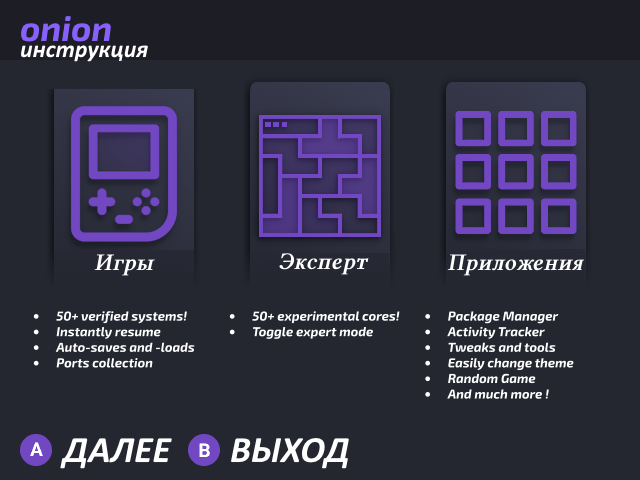 onion
инструкция
Игры
Эксперт
Приложения
• 50+ verified systems!
• Instantly resume
• Auto-saves and -loads
• Ports collection
• 50+ experimental cores!
• Toggle expert mode
• Package Manager
• Activity Tracker
• Tweaks and tools
• Easily change theme
• Random Game
• And much more !
A ДАЛЕЕ B ВЫХОД